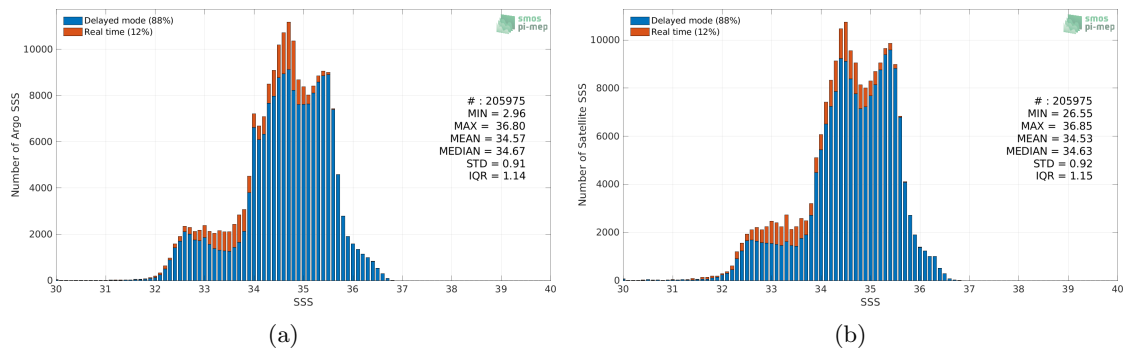 Delayed mode (88%)
Real time (12%)
smos
pi-mep
10000
8000
6000
4000
2000
0
Number of Argo SSS
# : 205975
MIN = 2.96
MAX = 36.80
MEAN = 34.57
MEDIAN = 34.67
STD = 0.91
IQR = 1.14
30 31 32 33 34 35 36 37 38 39 40
SSS
(a)
Delayed mode (88%)
Real time (12%)
smos
pi-mep
10000
8000
6000
4000
2000
0
Number of Satellite SSS
# : 205975
MIN = 26.55
MAX = 36.85
MEAN = 34.53
MEDIAN = 34.63
STD = 0.92
IQR = 1.15
30 31 32 33 34 35 36 37 38 39 40
SSS
(b)